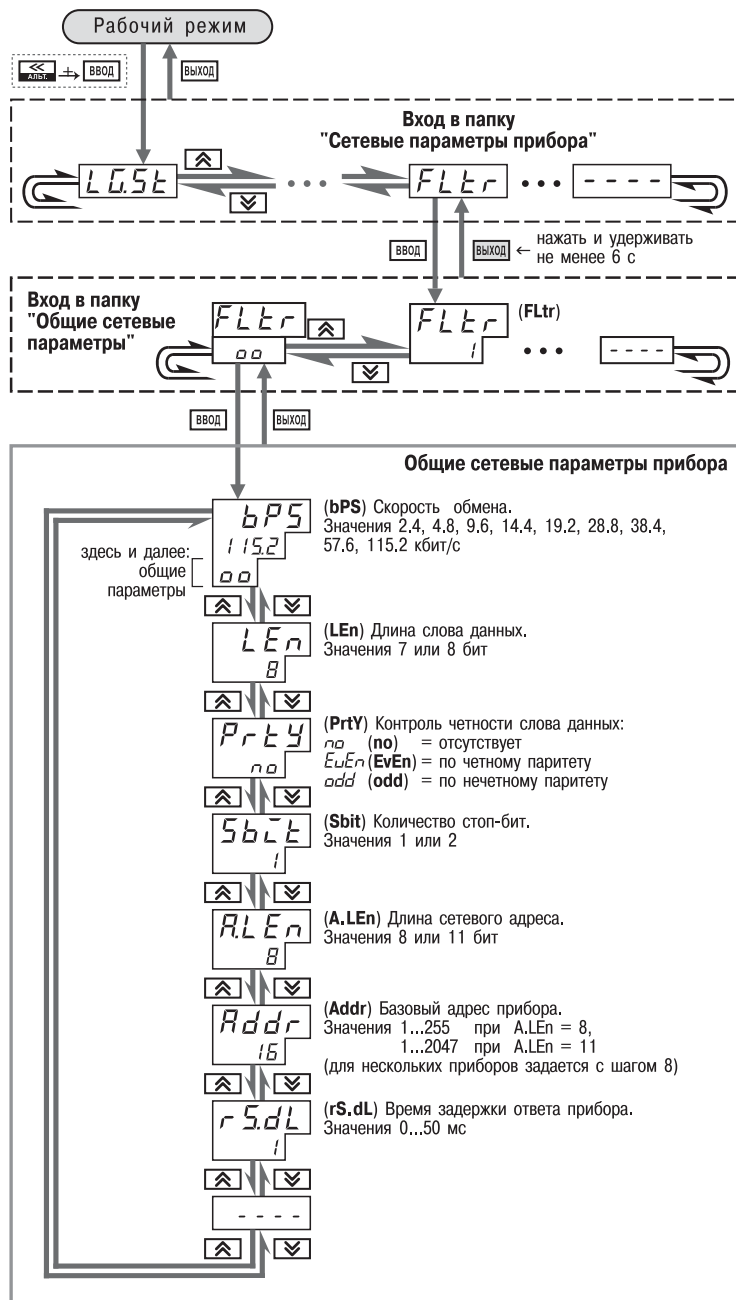 Рабочий режим
<<
АЛЬТ.
+
ВВОД
ВЫХОД
Вход в папку
"Сетевые параметры прибора"
LG.St
• • •
FLtr
• • •
- - - -
ВВОД
ВЫХОД
← нажать и удерживать
не менее 6 с
Вход в папку
"Общие сетевые
параметры"
FLtr
oo
FLtr
1
(FLtr)
• • •
- - - -
ВВОД
ВЫХОД
Общие сетевые параметры прибора
bPS
115.2
oo
здесь и далее:
общие
параметры
(bPS) Скорость обмена.
Значения 2.4, 4.8, 9.6, 14.4, 19.2, 28.8, 38.4,
57.6, 115.2 кбит/с
LEn
8
(LEn) Длина слова данных.
Значения 7 или 8 бит
PrtY
no
(PrtY) Контроль четности слова данных:
no (no) = отсутствует
EvEn (EvEn) = по четному паритету
odd (odd) = по нечетному паритету
Sbit
1
(Sbit) Количество стоп-бит.
Значения 1 или 2
A.LEn
8
(A.LEn) Длина сетевого адреса.
Значения 8 или 11 бит
Addr
16
(Addr) Базовый адрес прибора.
Значения 1...255 при A.LEn = 8,
1...2047 при A.LEn = 11
(для нескольких приборов задается с шагом 8)
rS.dL
1
(rS.dL) Время задержки ответа прибора.
Значения 0...50 мс
- - - -